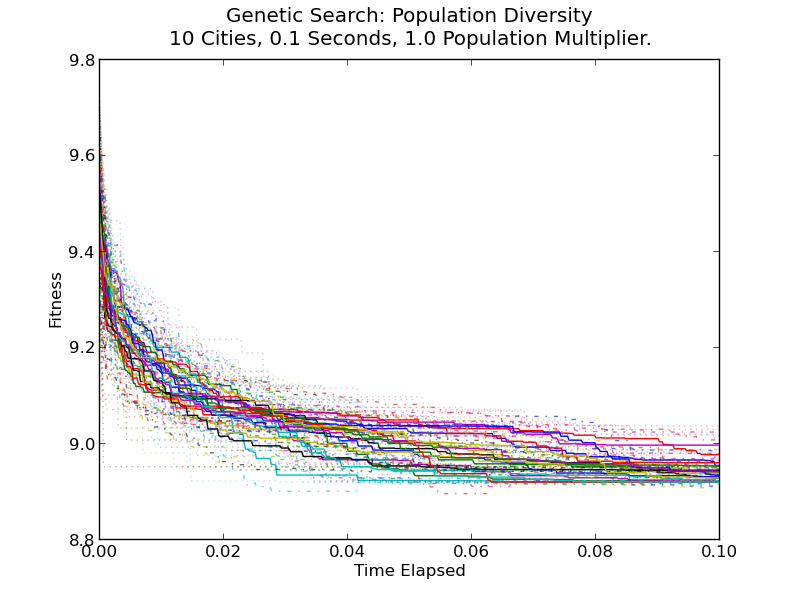 Genetic Search: Population Diversity
10 Cities, 0.1 Seconds, 1.0 Population Multiplier.
9.8
9.6
9.4
9.2
9.0
8.8
Fitness
0.00 0.02 0.04 0.06 0.08 0.10
Time Elapsed